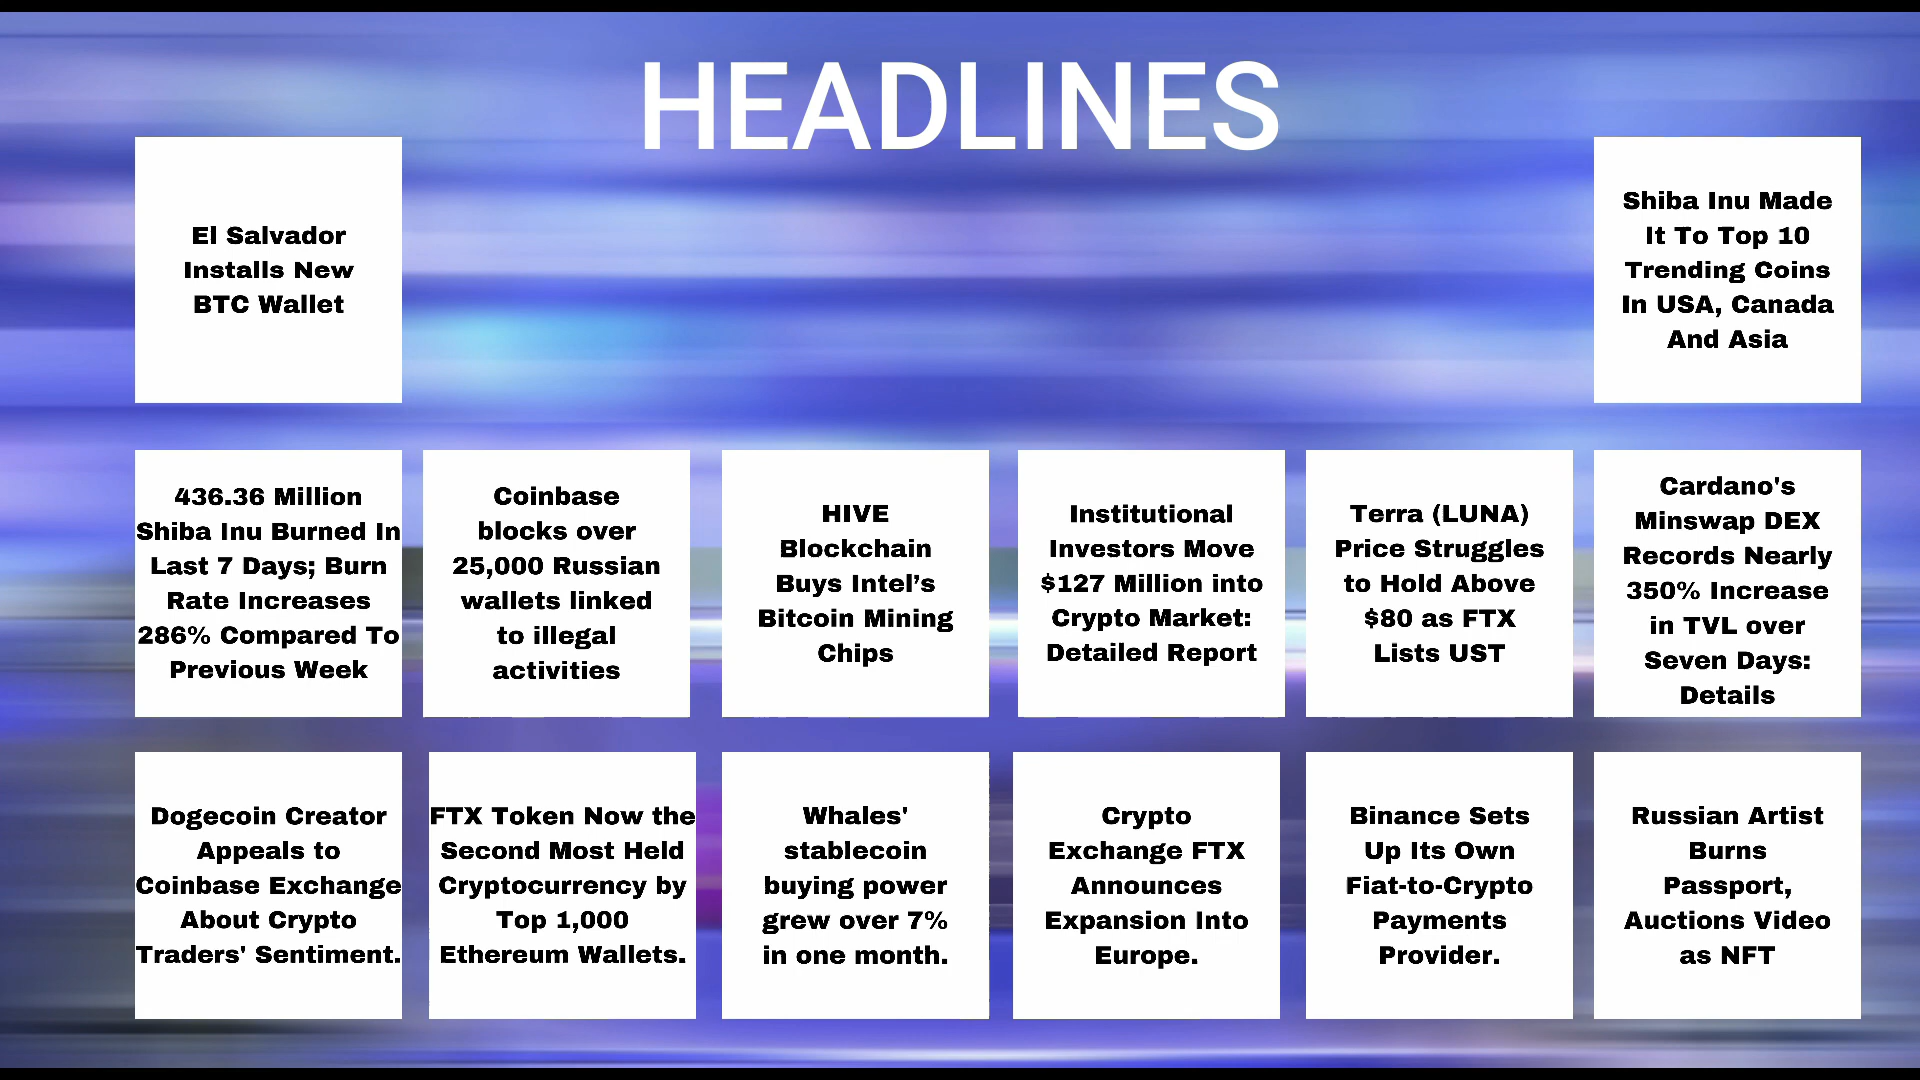 HEADLINES
El Salvador
Installs New
BTC Wallet
Shiba Inu Made
It To Top 10
Trending Coins
In USA, Canada
And Asia
436.36 Million
Shiba Inu Burned In
Last 7 Days; Burn
Rate Increases
286% Compared To
Previous Week
Coinbase
blocks over
25,000 Russian
wallets linked
to illegal
activities
HIVE
Blockchain
Buys Intel’s
Bitcoin Mining
Chips
Institutional
Investors Move
$127 Million into
Crypto Market:
Detailed Report
Terra (LUNA)
Price Struggles
to Hold Above
$80 as FTX
Lists UST
Cardano's
Minswap DEX
Records Nearly
350% Increase
in TVL over
Seven Days:
Details
Dogecoin Creator
Appeals to
Coinbase Exchange
About Crypto
Traders' Sentiment.
FTX Token Now the
Second Most Held
Cryptocurrency by
Top 1,000
Ethereum Wallets.
Whales'
stablecoin
buying power
grew over 7%
in one month.
Crypto
Exchange FTX
Announces
Expansion Into
Europe.
Binance Sets
Up Its Own
Fiat-to-Crypto
Payments
Provider.
Russian Artist
Burns
Passport,
Auctions Video
as NFT